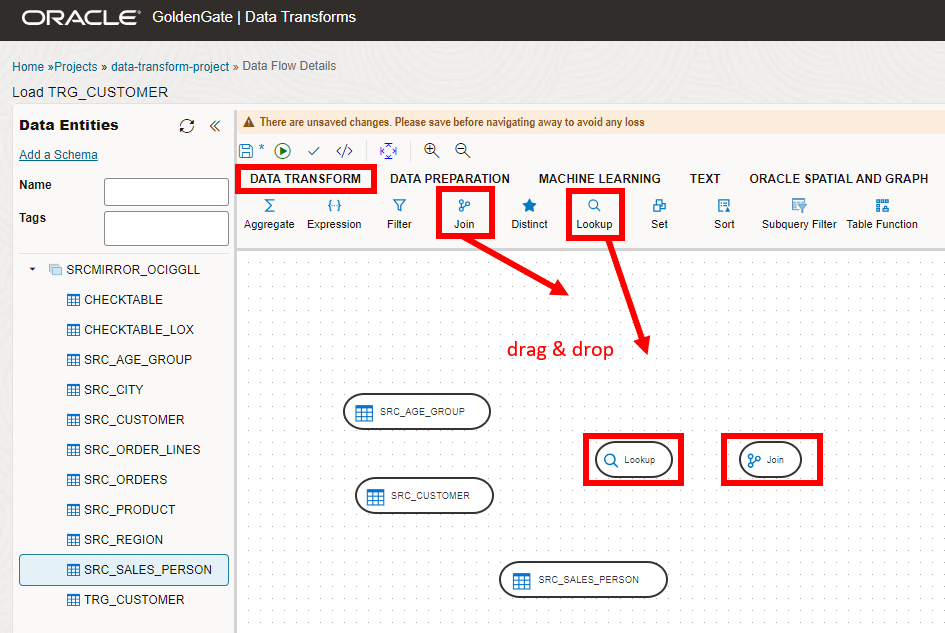 ORACLE® GoldenGate | Data Transforms
Home »Projects » data-transform-project » Data Flow Details
Load TRG_CUSTOMER
Data Entities
Add a Schema
Name
Tags
SRCMIRROR_OCIGGLL
CHECKTABLE
CHECKTABLE_LOX
SRC_AGE_GROUP
SRC_CITY
SRC_CUSTOMER
SRC_ORDER_LINES
SRC_ORDERS
SRC_PRODUCT
SRC_REGION
SRC_SALES_PERSON
TRG_CUSTOMER
There are unsaved changes. Please save before navigating away to avoid any loss
*
DATA TRANSFORM DATA PREPARATION MACHINE LEARNING TEXT ORACLE SPATIAL AND GRAPH
Aggregate Expression Filter Join Distinct Lookup Set Sort Subquery Filter Table Function
drag & drop
SRC_AGE_GROUP
Lookup Join
SRC_CUSTOMER
SRC_SALES_PERSON